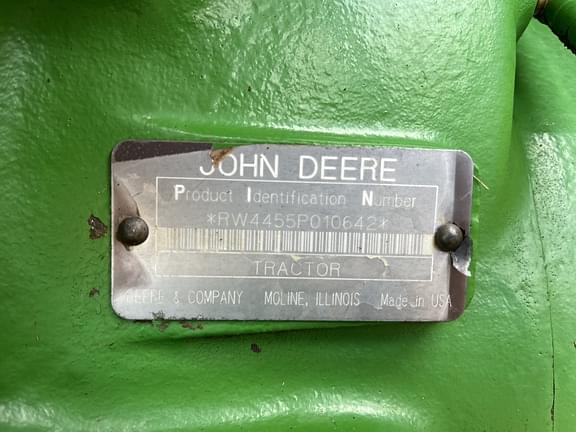 JOHN DEERE
Product Identification Number
*RW4455P010642*
TRACTOR
DEERE & COMPANY MOLINE, ILLINOIS Made in USA